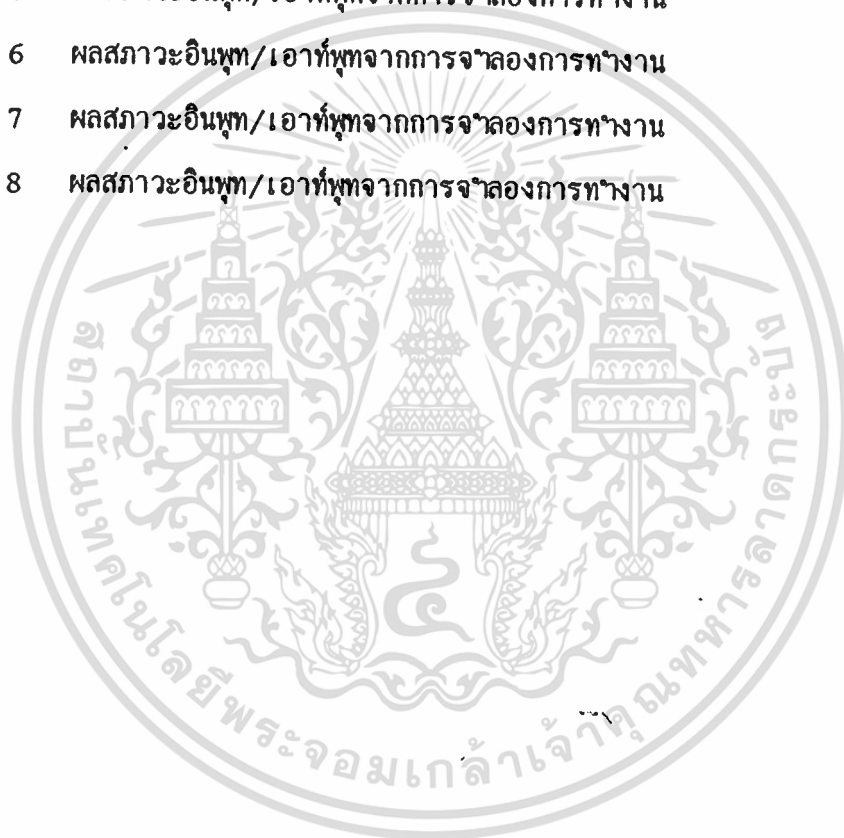 6 ผลสภาวะอินพุท/เอาท์พุทจากการจำลองการทำงาน
7 ผลสภาวะอินพุท/เอาท์พุทจากการจำลองการทำงาน
8 ผลสภาวะอินพุท/เอาท์พุทจากการจำลองการทำงาน
สถาบันเทคโนโลยีพระจอมเกล้าเจ้าคุณทหารลาดกระบัง